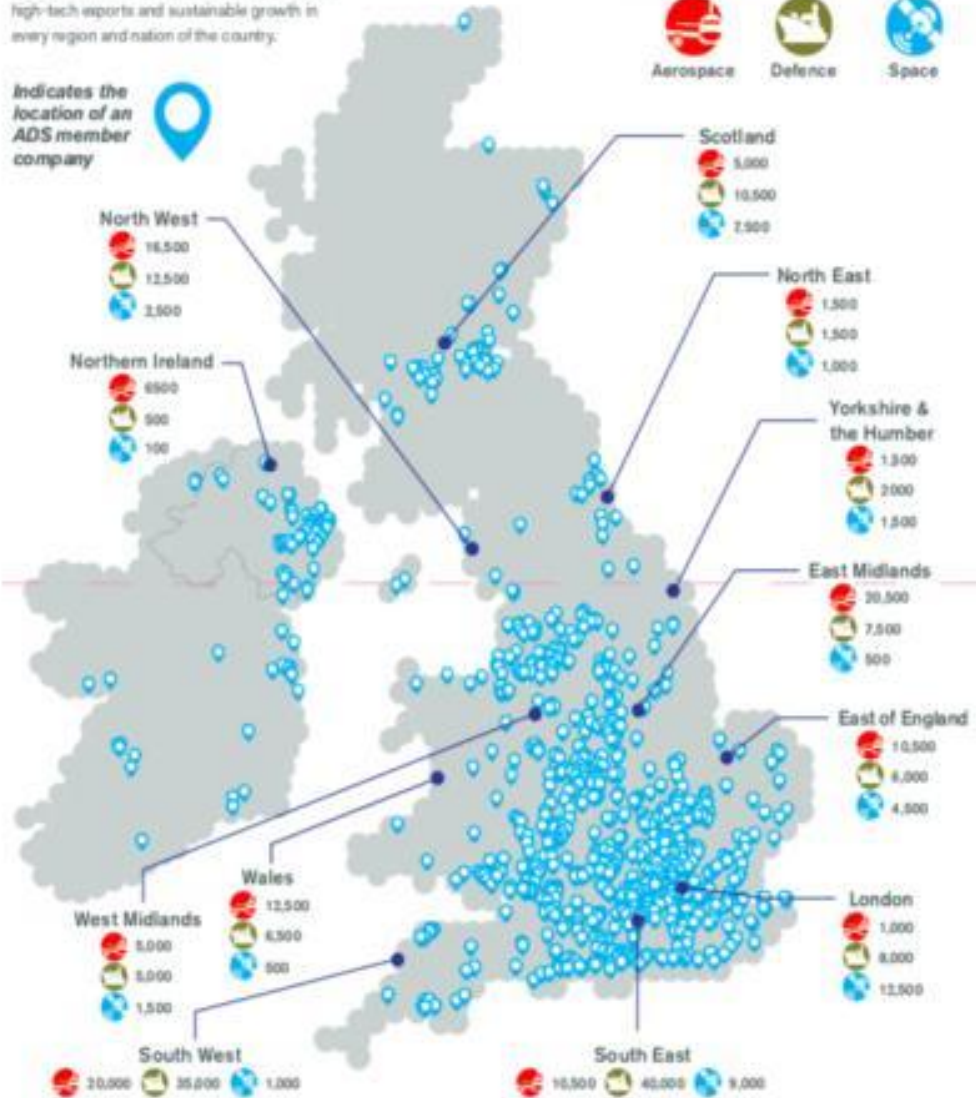 high-tech exports and sustainable growth in
every region and nation of the country.
Aerospace
Defence
Space
Indicates the
location of an
ADS member
company
Scotland
5,000
10,500
7,500
North West
16,500
12,500
2,500
North East
1,500
1,500
1,000
Northern Ireland
6500
500
100
Yorkshire &
the Humber
2000
1,500
East Midlands
20,500
7,500
500
East of England
10,500
6,000
4,500
Wales
12,500
6,500
500
London
1,000
8,000
12,500
West Midlands
5,000
5,000
1,500
South West
20,000 35,000 1,000
South East
10,500 40,000 9,000